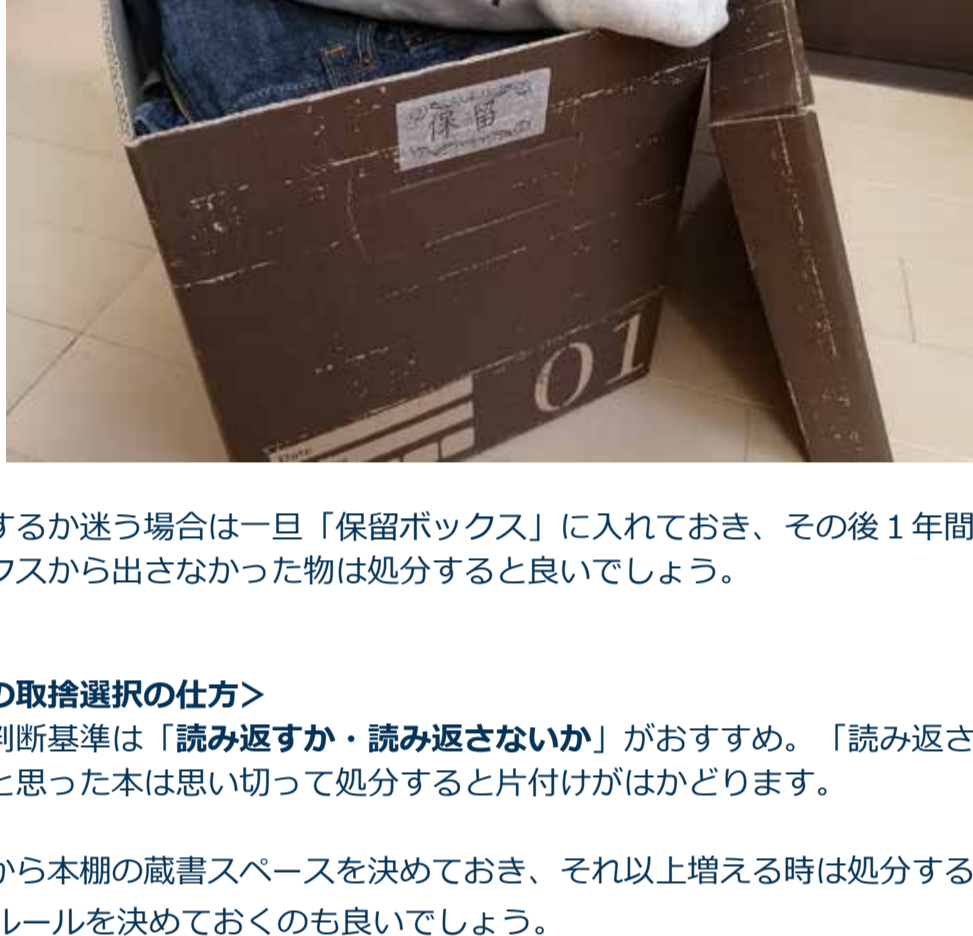 保留
01
Date
するか迷う場合は一旦「保留ボックス」に入れておき、その後1年間
クスから出さなかった物は処分すると良いでしょう。
の取捨選択の仕方>
判断基準は「読み返すか・読み返さないか」がおすすめ。「読み返さ
と思った本は思い切って処分すると片付けがはかどります。
から本棚の蔵書スペースを決めておき、それ以上増える時は処分する
ルールを決めておくのも良いでしょう。